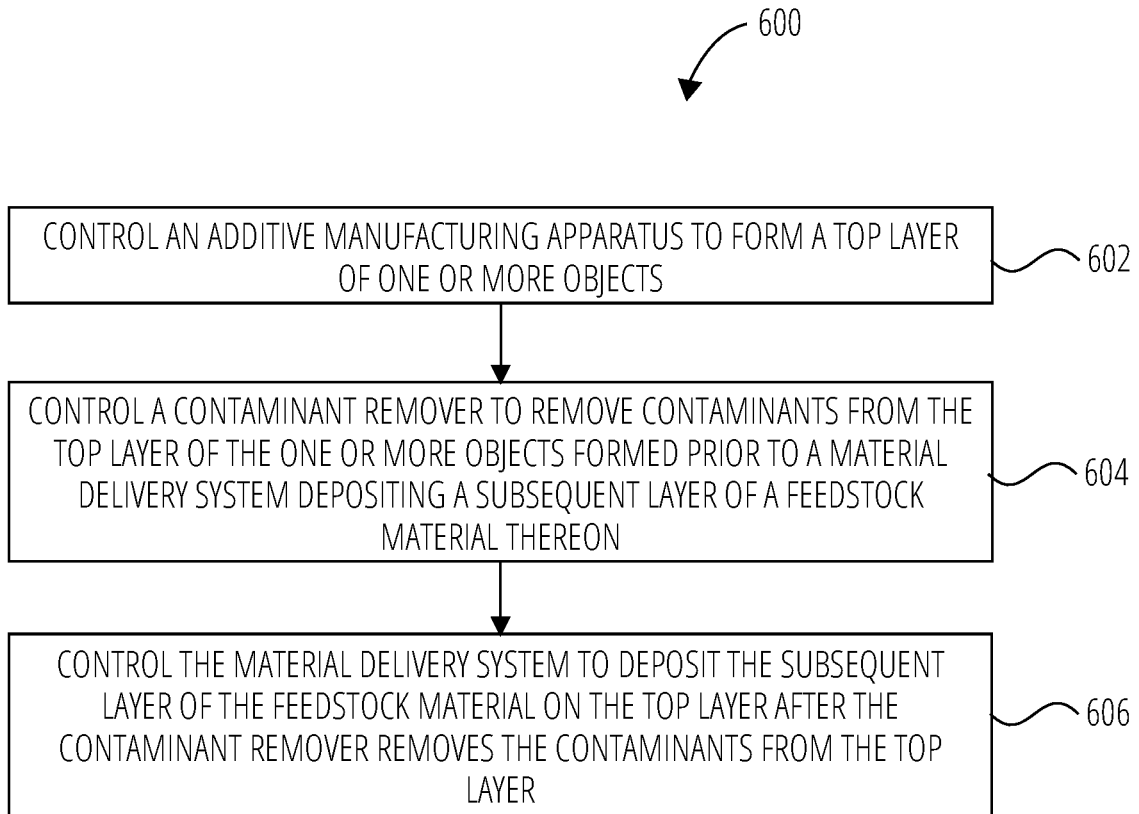 600
CONTROL AN ADDITIVE MANUFACTURING APPARATUS TO FORM A TOP LAYER
OF ONE OR MORE OBJECTS
602
CONTROL A CONTAMINANT REMOVER TO REMOVE CONTAMINANTS FROM THE
TOP LAYER OF THE ONE OR MORE OBJECTS FORMED PRIOR TO A MATERIAL
DELIVERY SYSTEM DEPOSITING A SUBSEQUENT LAYER OF A FEEDSTOCK
MATERIAL THEREON
604
CONTROL THE MATERIAL DELIVERY SYSTEM TO DEPOSIT THE SUBSEQUENT
LAYER OF THE FEEDSTOCK MATERIAL ON THE TOP LAYER AFTER THE
CONTAMINANT REMOVER REMOVES THE CONTAMINANTS FROM THE TOP
LAYER
606